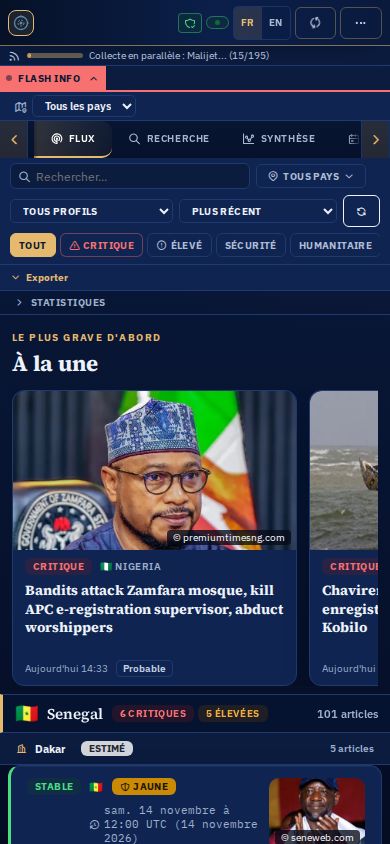 FR
EN
Collecte en parallèle : Malijet... (15/195)
FLASH INFO
Tous les pays
FLUX
RECHERCHE
SYNTHÈSE
Rechercher...
TOUS PAYS
TOUS PROFILS
PLUS RÉCENT
TOUT
CRITIQUE
ÉLEVÉ
SÉCURITÉ
HUMANITAIRE
Exporter
STATISTIQUES
LE PLUS GRAVE D'ABORD
À la une
© premiumtimesng.com
CRITIQUE
NIGERIA
Bandits attack Zamfara mosque, kill
APC e-registration supervisor, abduct
worshippers
Aujourd'hui 14:33
Probable
CRITIQUE
Chavirem
enregist
Kobilo
Aujourd'hui
Senegal
6 CRITIQUES
5 ÉLEVÉES
101 articles
Dakar
ESTIMÉ
5 articles
STABLE
JAUNE
sam. 14 novembre à
12:00 UTC (14 novembre
2026)
© seneweb.com